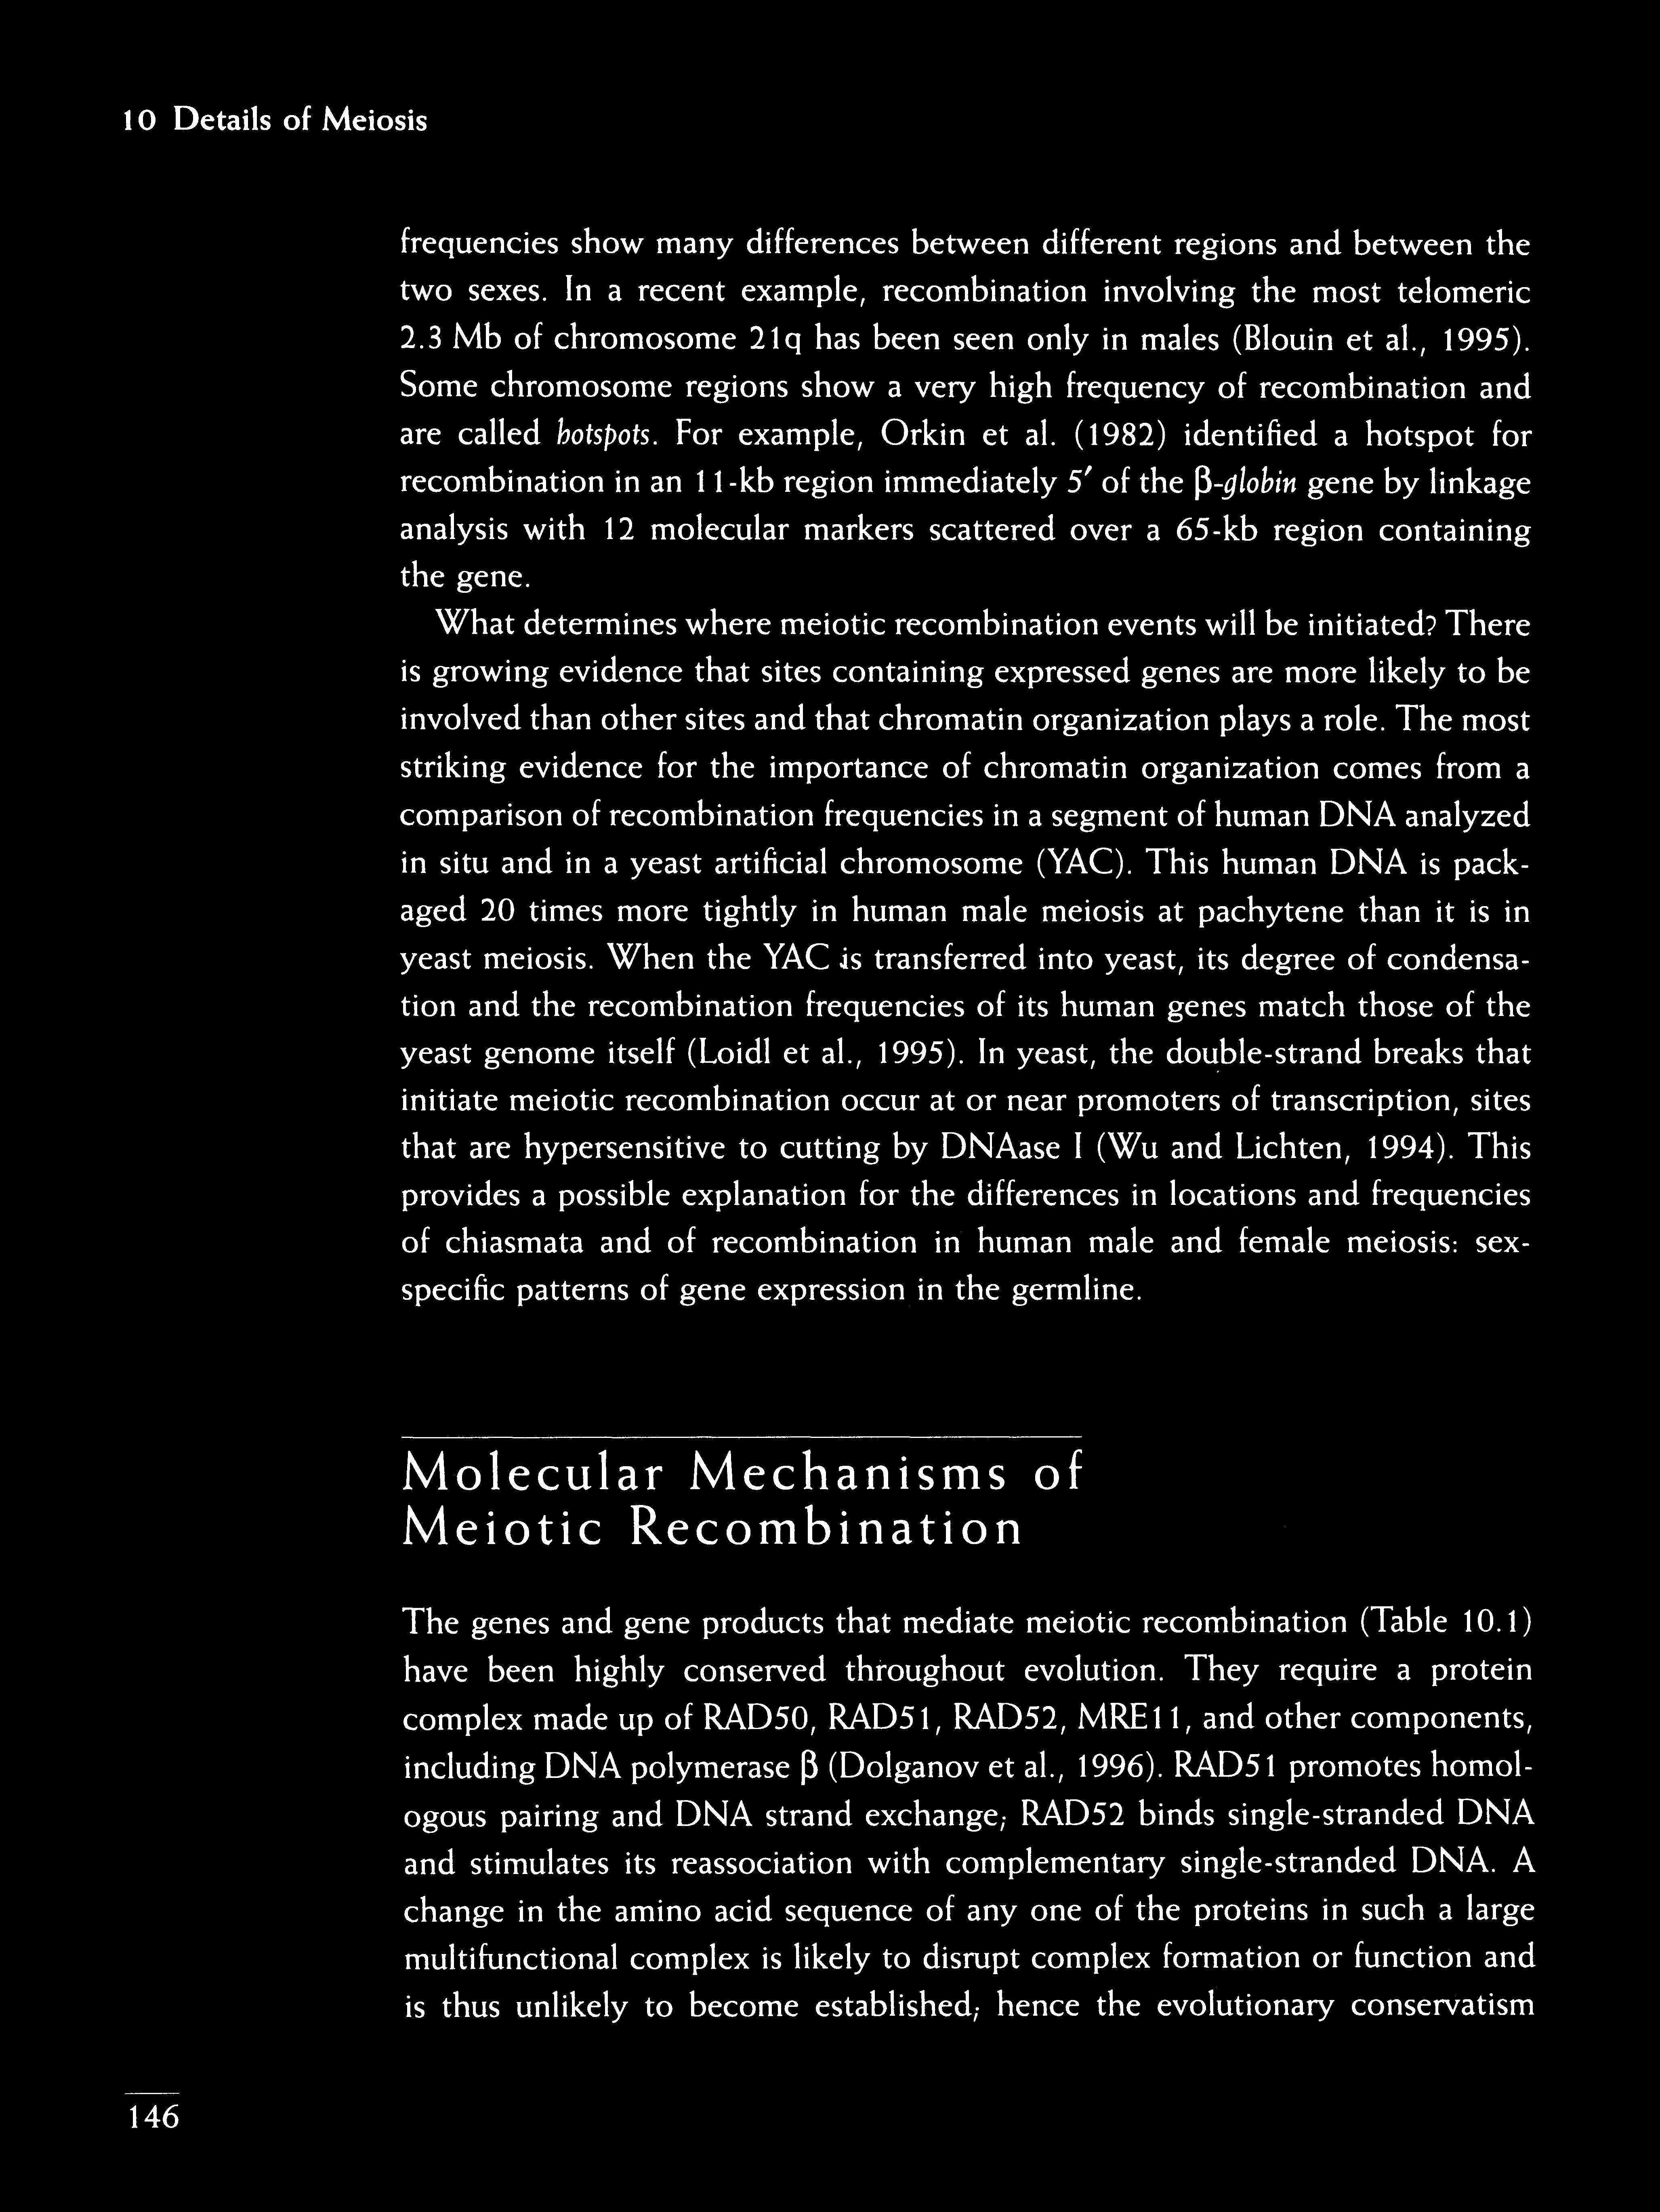 10 Details of Meiosis
frequencies show many differences between different regions and between the
two sexes. In a recent example, recombination involving the most telomeric
2.3 Mb of chromosome 21q has been seen only in males (Blouin et al., 1995).
Some chromosome regions show a very high frequency of recombination and
are called hotspots. For example, Orkin et al. (1982) identified a hotspot for
recombination in an 11-kb region immediately 5′ of the β-globin gene by linkage
analysis with 12 molecular markers scattered over a 65-kb region containing
the gene.
What determines where meiotic recombination events will be initiated? There
is growing evidence that sites containing expressed genes are more likely to be
involved than other sites and that chromatin organization plays a role. The most
striking evidence for the importance of chromatin organization comes from a
comparison of recombination frequencies in a segment of human DNA analyzed
in situ and in a yeast artificial chromosome (YAC). This human DNA is pack-
aged 20 times more tightly in human male meiosis at pachytene than it is in
yeast meiosis. When the YAC is transferred into yeast, its degree of condensa-
tion and the recombination frequencies of its human genes match those of the
yeast genome itself (Loidl et al., 1995). In yeast, the double-strand breaks that
initiate meiotic recombination occur at or near promoters of transcription, sites
that are hypersensitive to cutting by DNAase I (Wu and Lichten, 1994). This
provides a possible explanation for the differences in locations and frequencies
of chiasmata and of recombination in human male and female meiosis: sex-
specific patterns of gene expression in the germline.
Molecular Mechanisms of
Meiotic Recombination
The genes and gene products that mediate meiotic recombination (Table 10.1)
have been highly conserved throughout evolution. They require a protein
complex made up of RAD50, RAD51, RAD52, MRE11, and other components,
including DNA polymerase β (Dolganov et al., 1996). RAD51 promotes homol-
ogous pairing and DNA strand exchange; RAD52 binds single-stranded DNA
and stimulates its reassociation with complementary single-stranded DNA. A
change in the amino acid sequence of any one of the proteins in such a large
multifunctional complex is likely to disrupt complex formation or function and
is thus unlikely to become established; hence the evolutionary conservatism
146